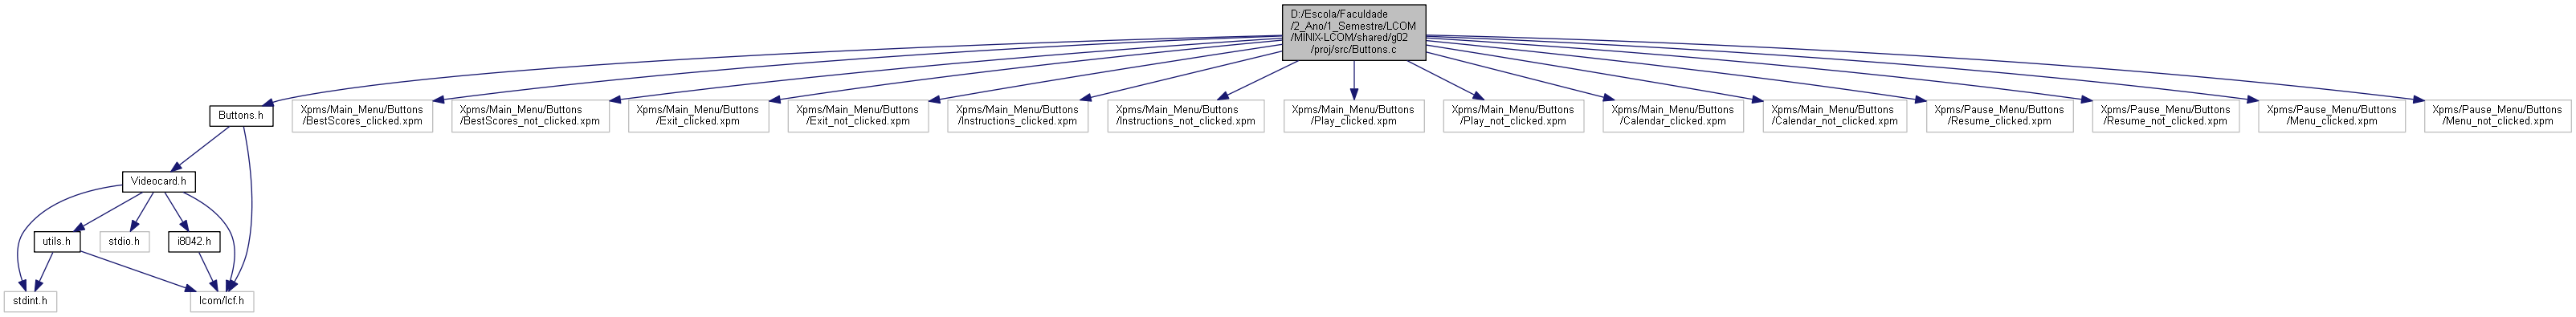 D:/Escola/Faculdade
/2_Ano/1_Semestre/LCOM
/MINIX-LCOM/shared/g02
/proj/src/Buttons.c
Buttons.h
Xpms/Main_Menu/Buttons
/BestScores_clicked.xpm
Xpms/Main_Menu/Buttons
/BestScores_not_clicked.xpm
Xpms/Main_Menu/Buttons
/Exit_clicked.xpm
Xpms/Main_Menu/Buttons
/Exit_not_clicked.xpm
Xpms/Main_Menu/Buttons
/Instructions_clicked.xpm
Xpms/Main_Menu/Buttons
/Instructions_not_clicked.xpm
Xpms/Main_Menu/Buttons
/Play_clicked.xpm
Xpms/Main_Menu/Buttons
/Play_not_clicked.xpm
Xpms/Main_Menu/Buttons
/Calendar_clicked.xpm
Xpms/Main_Menu/Buttons
/Calendar_not_clicked.xpm
Xpms/Pause_Menu/Buttons
/Resume_clicked.xpm
Xpms/Pause_Menu/Buttons
/Resume_not_clicked.xpm
Xpms/Pause_Menu/Buttons
/Menu_clicked.xpm
Xpms/Pause_Menu/Buttons
/Menu_not_clicked.xpm
Videocard.h
utils.h
stdio.h
i8042.h
stdint.h
lcom/lcf.h